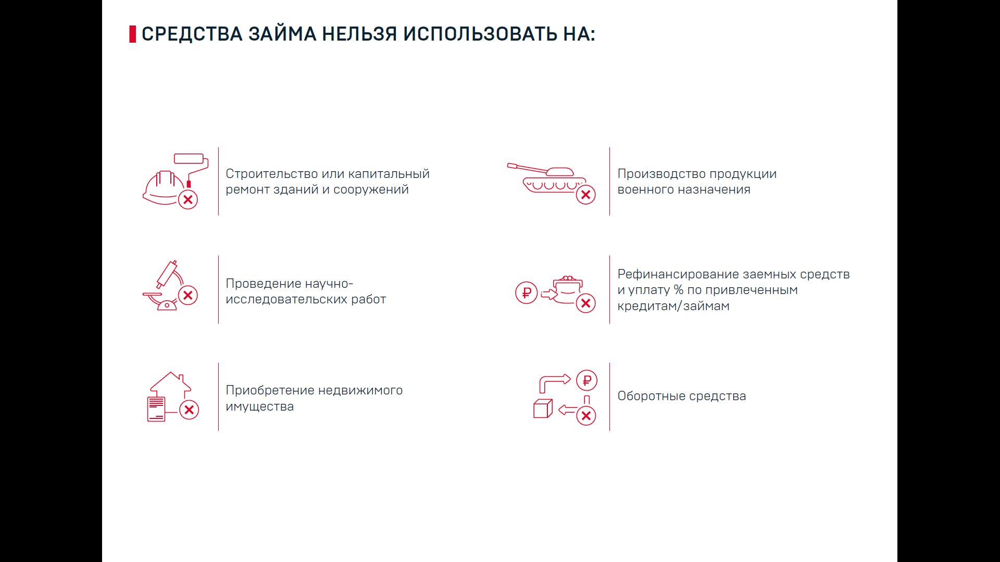 СРЕДСТВА ЗАЙМА НЕЛЬЗЯ ИСПОЛЬЗОВАТЬ НА:
Строительство или капитальный
ремонт зданий и сооружений
Производство продукции
военного назначения
Проведение научно-
исследовательских работ
₽
Рефинансирование заемных средств
и уплату % по привлеченным
кредитам/займам
Приобретение недвижимого
имущества
₽
Оборотные средства